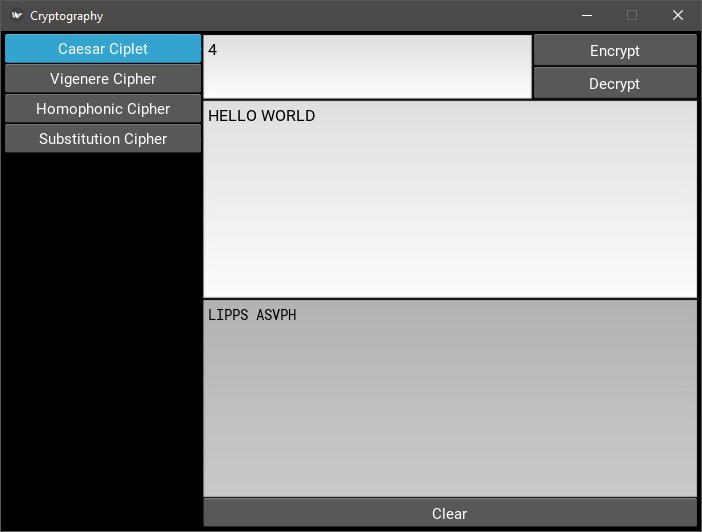 Cryptography
Caesar Ciplet
Vigenere Cipher
Homophonic Cipher
Substitution Cipher
4
Encrypt
Decrypt
HELLO WORLD
LIPPS ASVPH
Clear